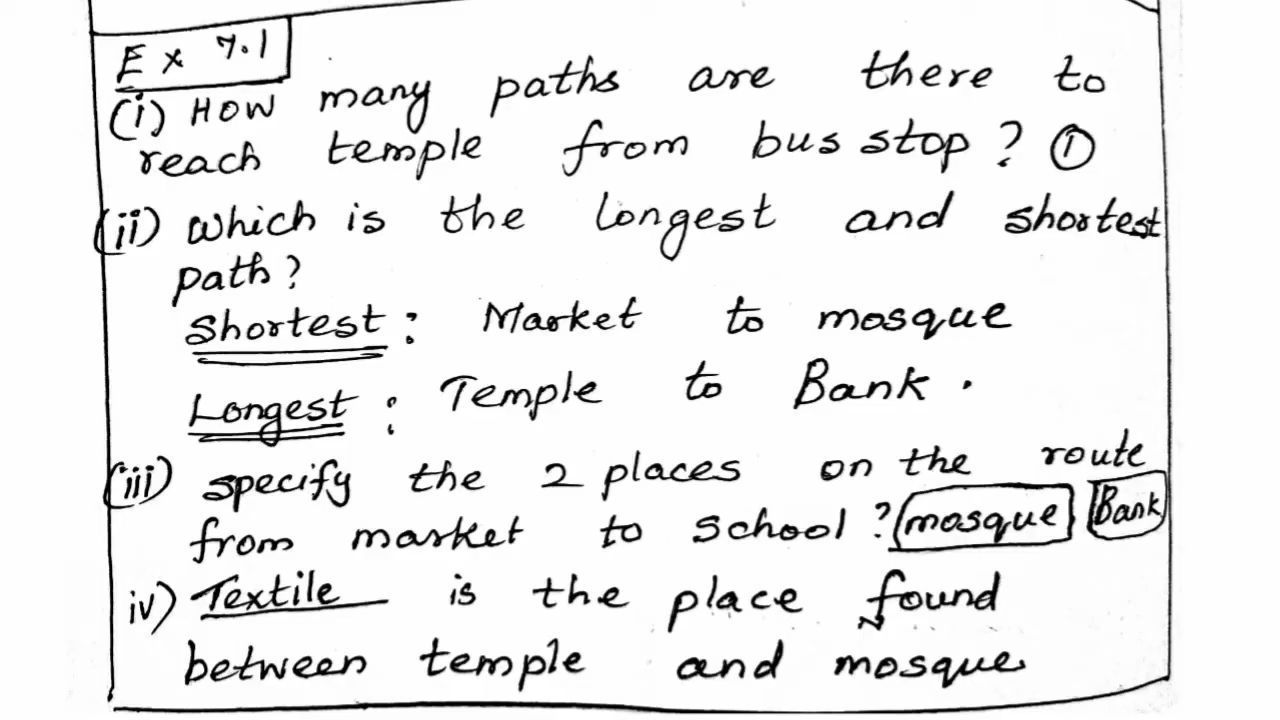 Ex 7.1
(i) How many paths are there to
reach temple from bus stop? ①
(ii) which is the longest and shortest
path?
Shortest: Market to mosque
Longest: Temple to Bank.
(iii) specify the 2 places on the route
from market to school? mosque Bank
iv) Textile is the place found
between temple and mosque